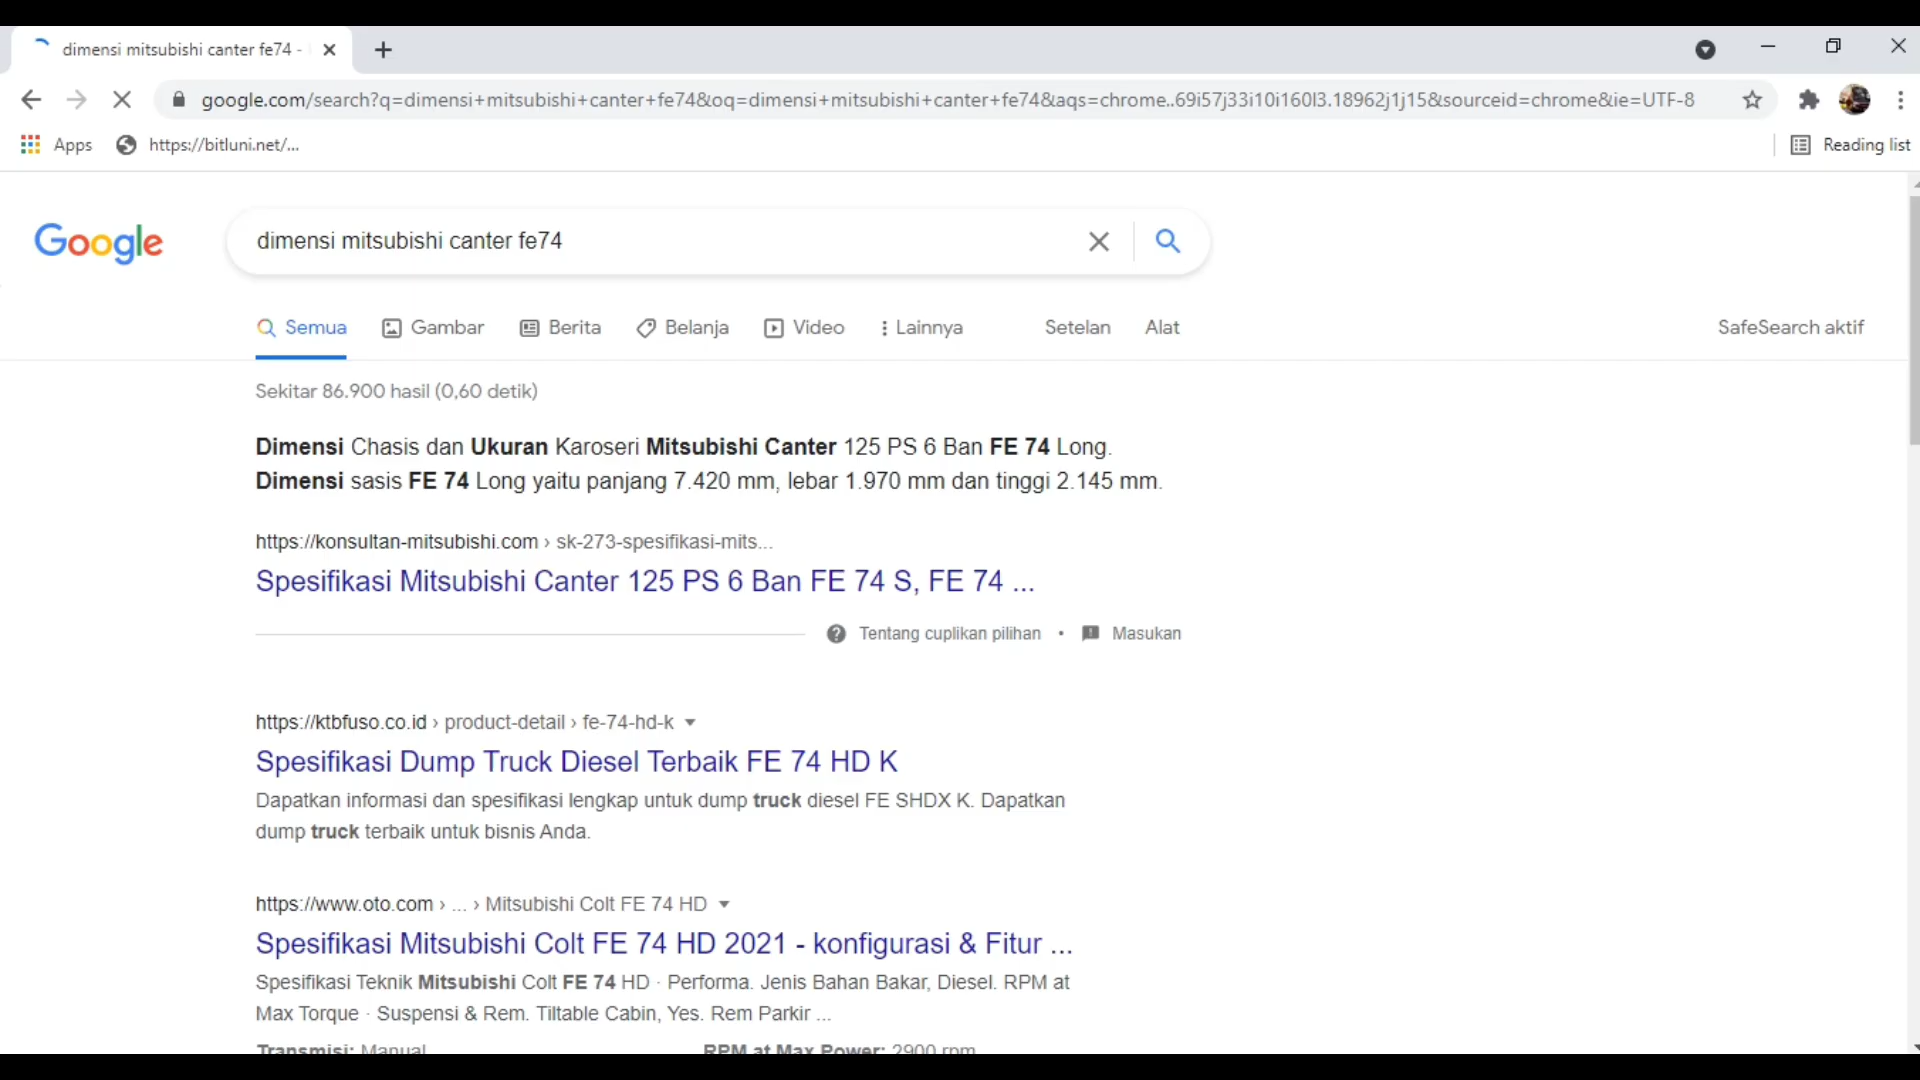 dimensi mitsubishi canter fe74 -
google.com/search?q=dimensi+mitsubishi+canter+fe74&oq=dimensi+mitsubishi+canter+fe74&aqs=chrome..69i57j33i10i160l3.18962j1j15&sourceid=chrome&ie=UTF-8
Apps https://bitluni.net/... Reading list
Google dimensi mitsubishi canter fe74
Semua Gambar Berita Belanja Video Lainnya Setelan Alat SafeSearch aktif
Sekitar 86.900 hasil (0,60 detik)
Dimensi Chasis dan Ukuran Karoseri Mitsubishi Canter 125 PS 6 Ban FE 74 Long.
Dimensi sasis FE 74 Long yaitu panjang 7.420 mm, lebar 1.970 mm dan tinggi 2.145 mm.
https://konsultan-mitsubishi.com › sk-273-spesifikasi-mits...
Spesifikasi Mitsubishi Canter 125 PS 6 Ban FE 74 S, FE 74 ...
Tentang cuplikan pilihan • Masukan
https://ktbfuso.co.id › product-detail › fe-74-hd-k
Spesifikasi Dump Truck Diesel Terbaik FE 74 HD K
Dapatkan informasi dan spesifikasi lengkap untuk dump truck diesel FE SHDX K. Dapatkan
dump truck terbaik untuk bisnis Anda.
https://www.oto.com › ... › Mitsubishi Colt FE 74 HD
Spesifikasi Mitsubishi Colt FE 74 HD 2021 - konfigurasi & Fitur ...
Spesifikasi Teknik Mitsubishi Colt FE 74 HD · Performa. Jenis Bahan Bakar, Diesel. RPM at
Max Torque · Suspensi & Rem. Tiltable Cabin, Yes. Rem Parkir ...
Transmisi: Manual RPM at Max Power: 2900 rpm